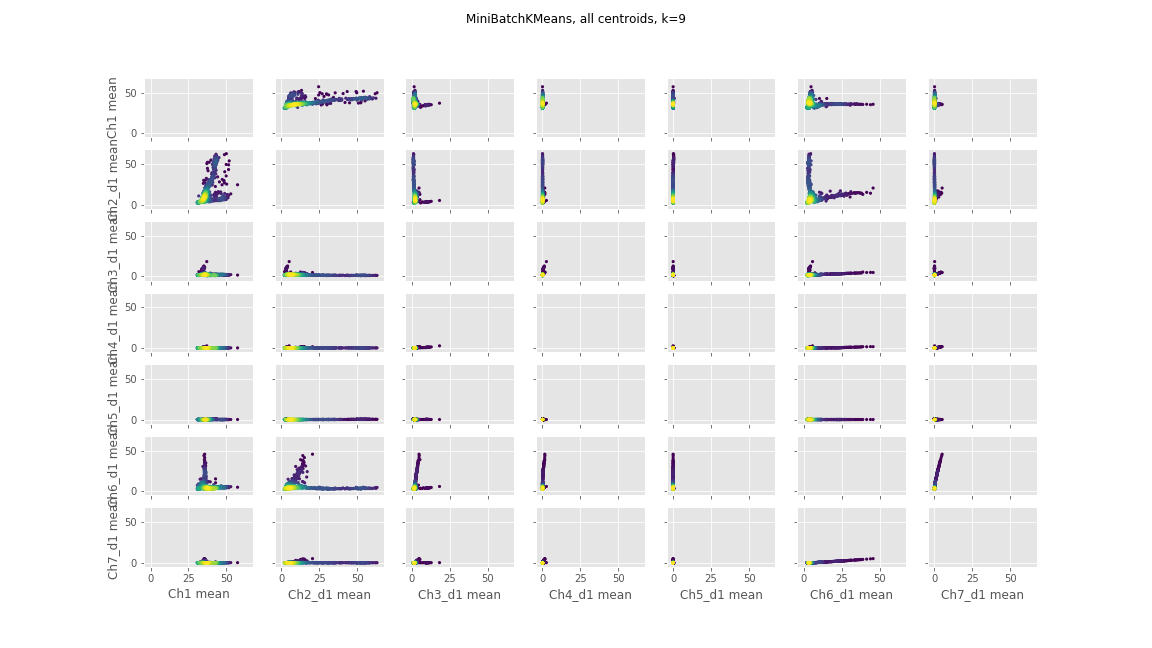 MiniBatchKMeans, all centroids, k=9
Ch1 mean
50
0
Ch2_d1 mean
50
0
Ch3_d1 mean
50
0
Ch4_d1 mean
50
0
Ch5_d1 mean
50
0
Ch6_d1 mean
50
0
Ch7_d1 mean
50
0
0 25 50 0 25 50 0 25 50 0 25 50 0 25 50 0 25 50 0 25 50
Ch1 mean Ch2_d1 mean Ch3_d1 mean Ch4_d1 mean Ch5_d1 mean Ch6_d1 mean Ch7_d1 mean